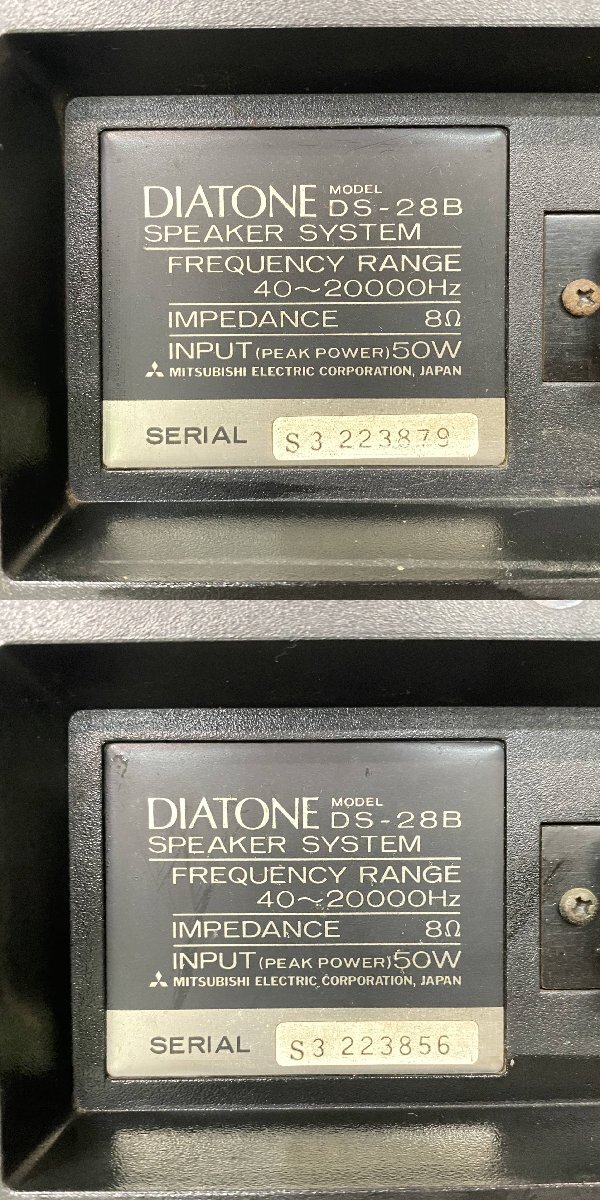 DIATONE MODEL DS-28B
SPEAKER SYSTEM
FREQUENCY RANGE
40~20000Hz
IMPEDANCE 8Ω
INPUT (PEAK POWER) 50W
MITSUBISHI ELECTRIC CORPORATION, JAPAN
SERIAL S3 223879
DIATONE MODEL DS-28B
SPEAKER SYSTEM
FREQUENCY RANGE
40~20000Hz
IMPEDANCE 8Ω
INPUT (PEAK POWER) 50W
MITSUBISHI ELECTRIC CORPORATION, JAPAN
SERIAL S3 223856